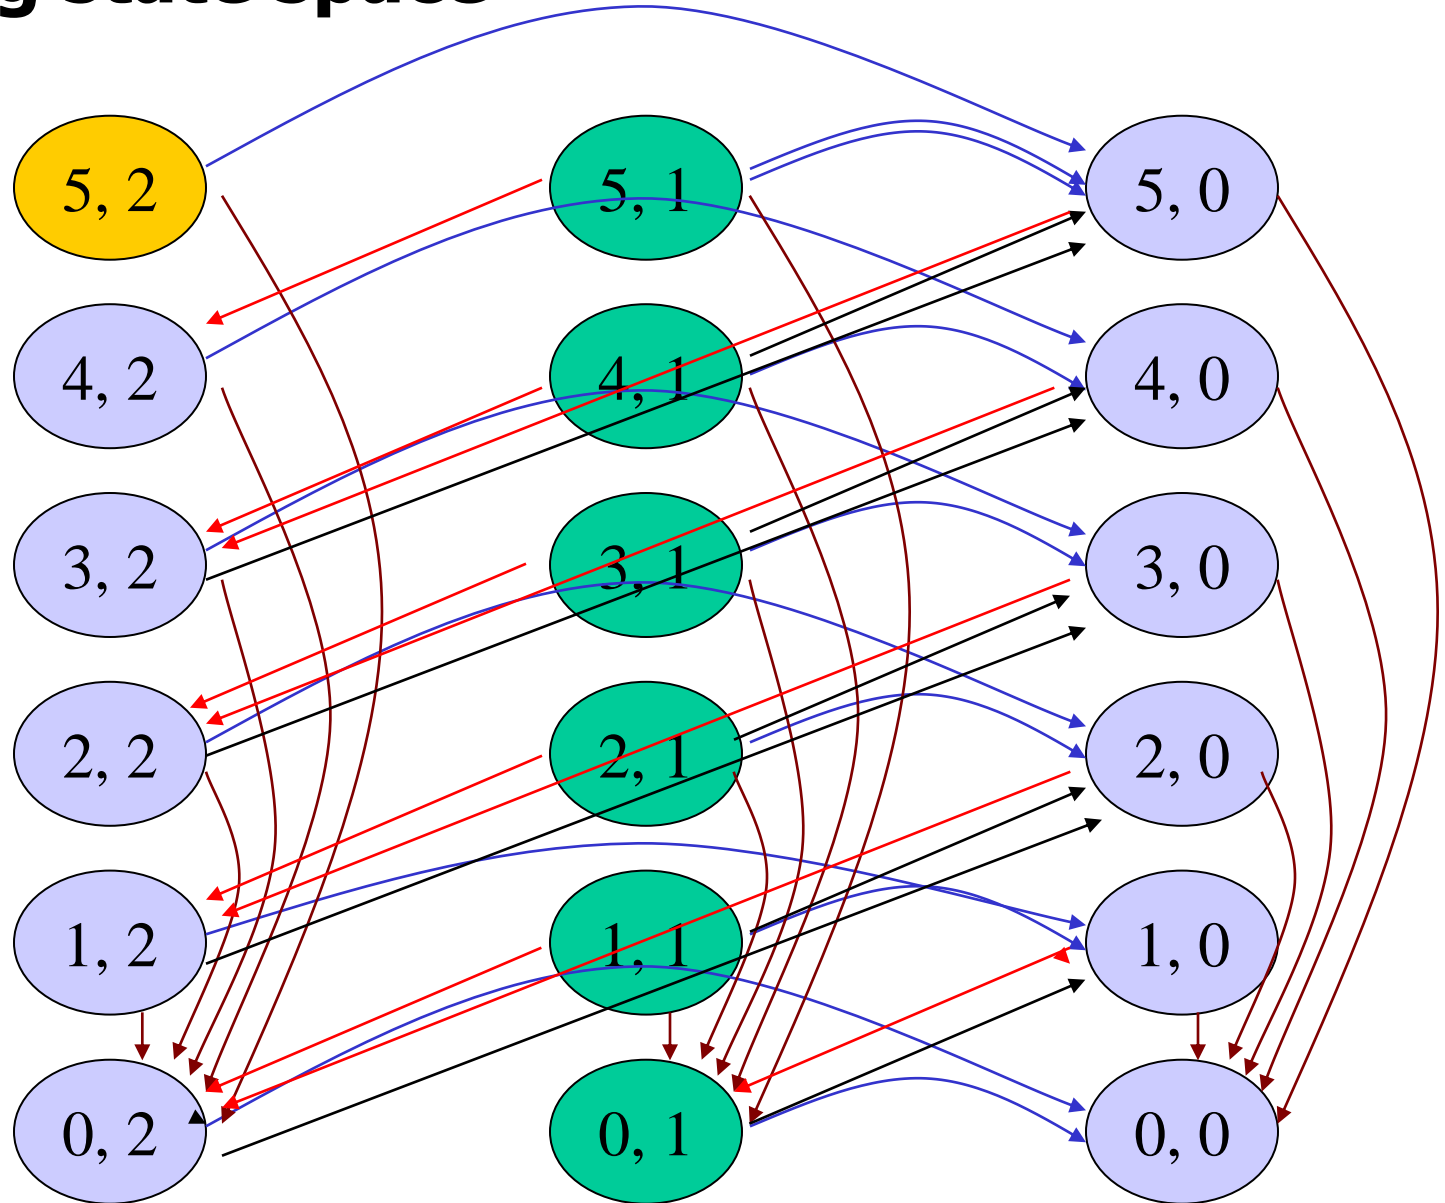 5, 2 5, 1 5, 0
4, 2 4, 1 4, 0
3, 2 3, 1 3, 0
2, 2 2, 1 2, 0
1, 2 1, 1 1, 0
0, 2 0, 1 0, 0